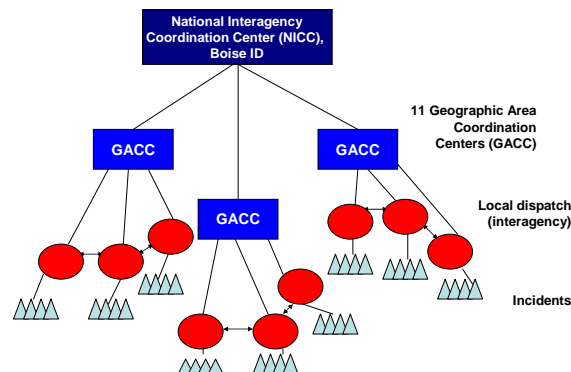 National Interagency
Coordination Center (NICC),
Boise ID
11 Geographic Area
Coordination
Centers (GACC)
GACC
GACC
GACC
Local dispatch
(interagency)
Incidents